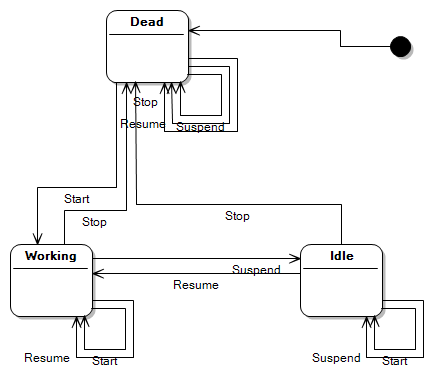 Dead
Stop
Resume
Suspend
Start
Stop
Stop
Working
Idle
Suspend
Resume
Resume
Start
Suspend
Start